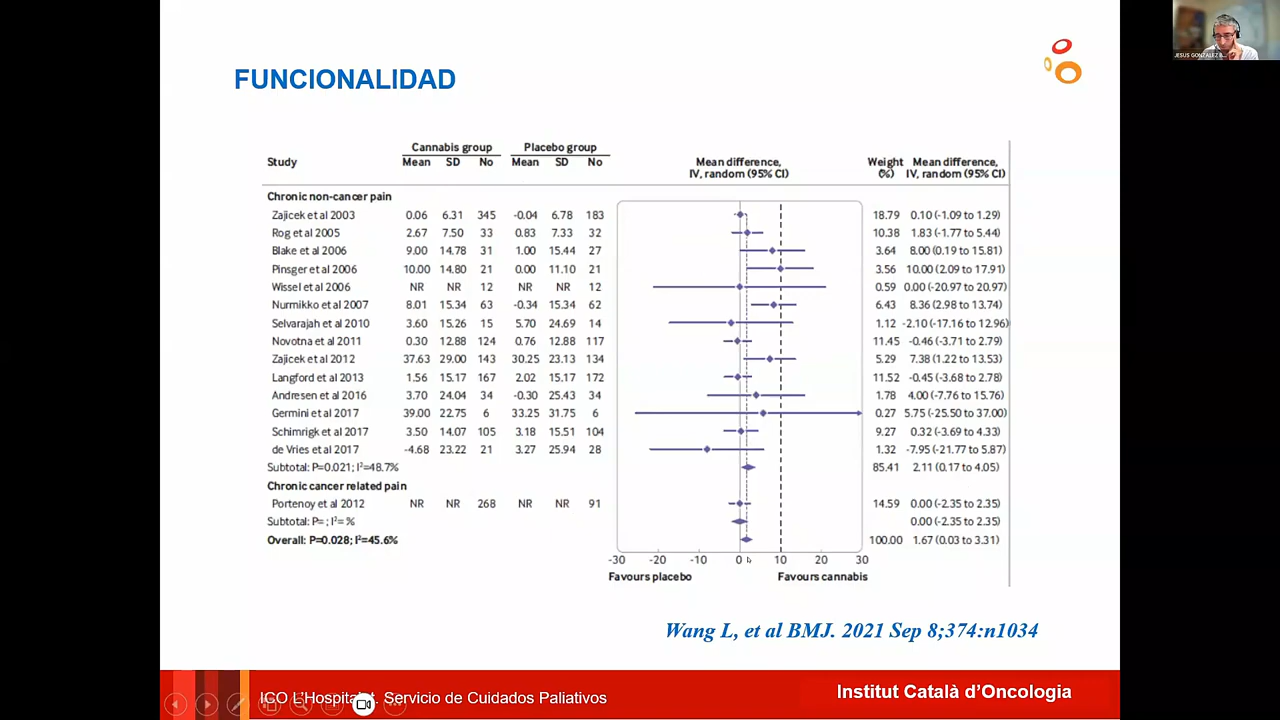 JESUS GONZALEZ B...
FUNCIONALIDAD
Cannabis group Placebo group
Study Mean SD No Mean SD No Mean difference, IV, random (95% CI) Weight (%) Mean difference, IV, random (95% CI)
Chronic non-cancer pain
Zajicek et al 2003 0.06 6.31 345 -0.04 6.78 183 18.79 0.10 (-1.09 to 1.29)
Rog et al 2005 2.67 7.50 33 0.83 7.33 32 10.38 1.83 (-1.77 to 5.44)
Blake et al 2006 9.00 14.78 31 1.00 15.44 27 3.64 8.00 (0.19 to 15.81)
Pinsger et al 2006 10.00 14.80 21 0.00 11.10 21 3.56 10.00 (2.09 to 17.91)
Wissel et al 2006 NR NR 12 NR NR 12 0.59 0.00 (-20.97 to 20.97)
Nurmikko et al 2007 8.01 15.34 63 -0.34 15.34 62 6.43 8.36 (2.98 to 13.74)
Selvarajah et al 2010 3.60 15.26 15 5.70 24.69 14 1.12 -2.10 (-17.16 to 12.96)
Novotna et al 2011 0.30 12.88 124 0.76 12.88 117 11.45 -0.46 (-3.71 to 2.79)
Zajicek et al 2012 37.63 29.00 143 30.25 23.13 134 5.29 7.38 (1.22 to 13.53)
Langford et al 2013 1.56 15.17 167 2.02 15.17 172 11.52 -0.45 (-3.68 to 2.78)
Andresen et al 2016 3.70 24.04 34 -0.30 25.43 34 1.78 4.00 (-7.76 to 15.76)
Germini et al 2017 39.00 22.75 6 33.25 31.75 6 0.27 5.75 (-25.50 to 37.00)
Schimrigk et al 2017 3.50 14.07 105 3.18 15.51 104 9.27 0.32 (-3.69 to 4.33)
de Vries et al 2017 -4.68 23.22 21 3.27 25.94 28 1.32 -7.95 (-21.77 to 5.87)
Subtotal: P=0.021; I²=48.7% 85.41 2.11 (0.17 to 4.05)
Chronic cancer related pain
Portenoy et al 2012 NR NR 268 NR NR 91 14.59 0.00 (-2.35 to 2.35)
Subtotal: P= ; I²= % 0.00 (-2.35 to 2.35)
Overall: P=0.028; I²=45.6% 100.00 1.67 (0.03 to 3.31)
-30 -20 -10 0 10 20 30
Favours placebo Favours cannabis
Wang L, et al BMJ. 2021 Sep 8;374:n1034
ICO L'Hospitalet. Servicio de Cuidados Paliativos
Institut Català d'Oncologia